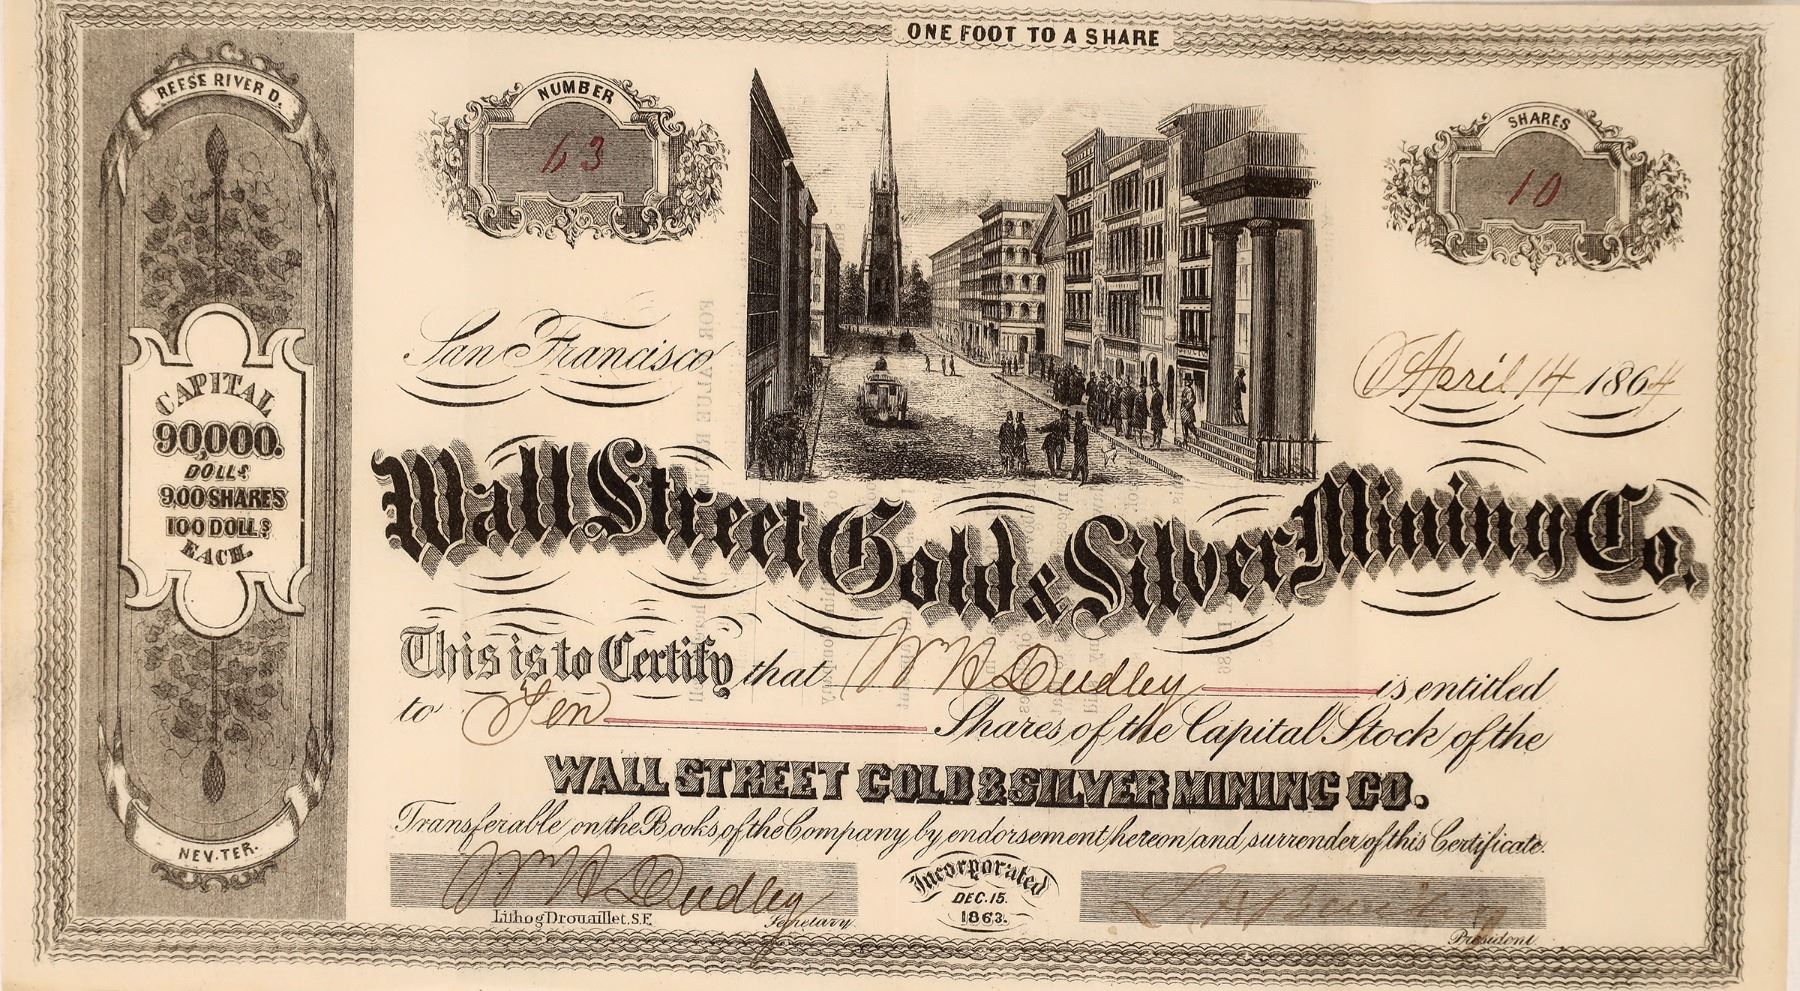 ONE FOOT TO A SHARE
REESE RIVER D.
NUMBER
63
SHARES
10
San Francisco
April 14 1864
CAPITAL
90,000.
DOLLS
9,00 SHARES
100 DOLLS
EACH.
Wall Street Gold & Silver Mining Co.
This is to Certify that Wm N Dudley is entitled
to Ten Shares of the Capital Stock of the
WALL STREET GOLD & SILVER MINING CO.
Transferable on the Books of the Company by endorsement hereon and surrender of this Certificate.
NEV. TER.
Wm N Dudley
Lithog Drouaillet. S.F.
Secretary
Incorporated
DEC. 15.
1863.
President